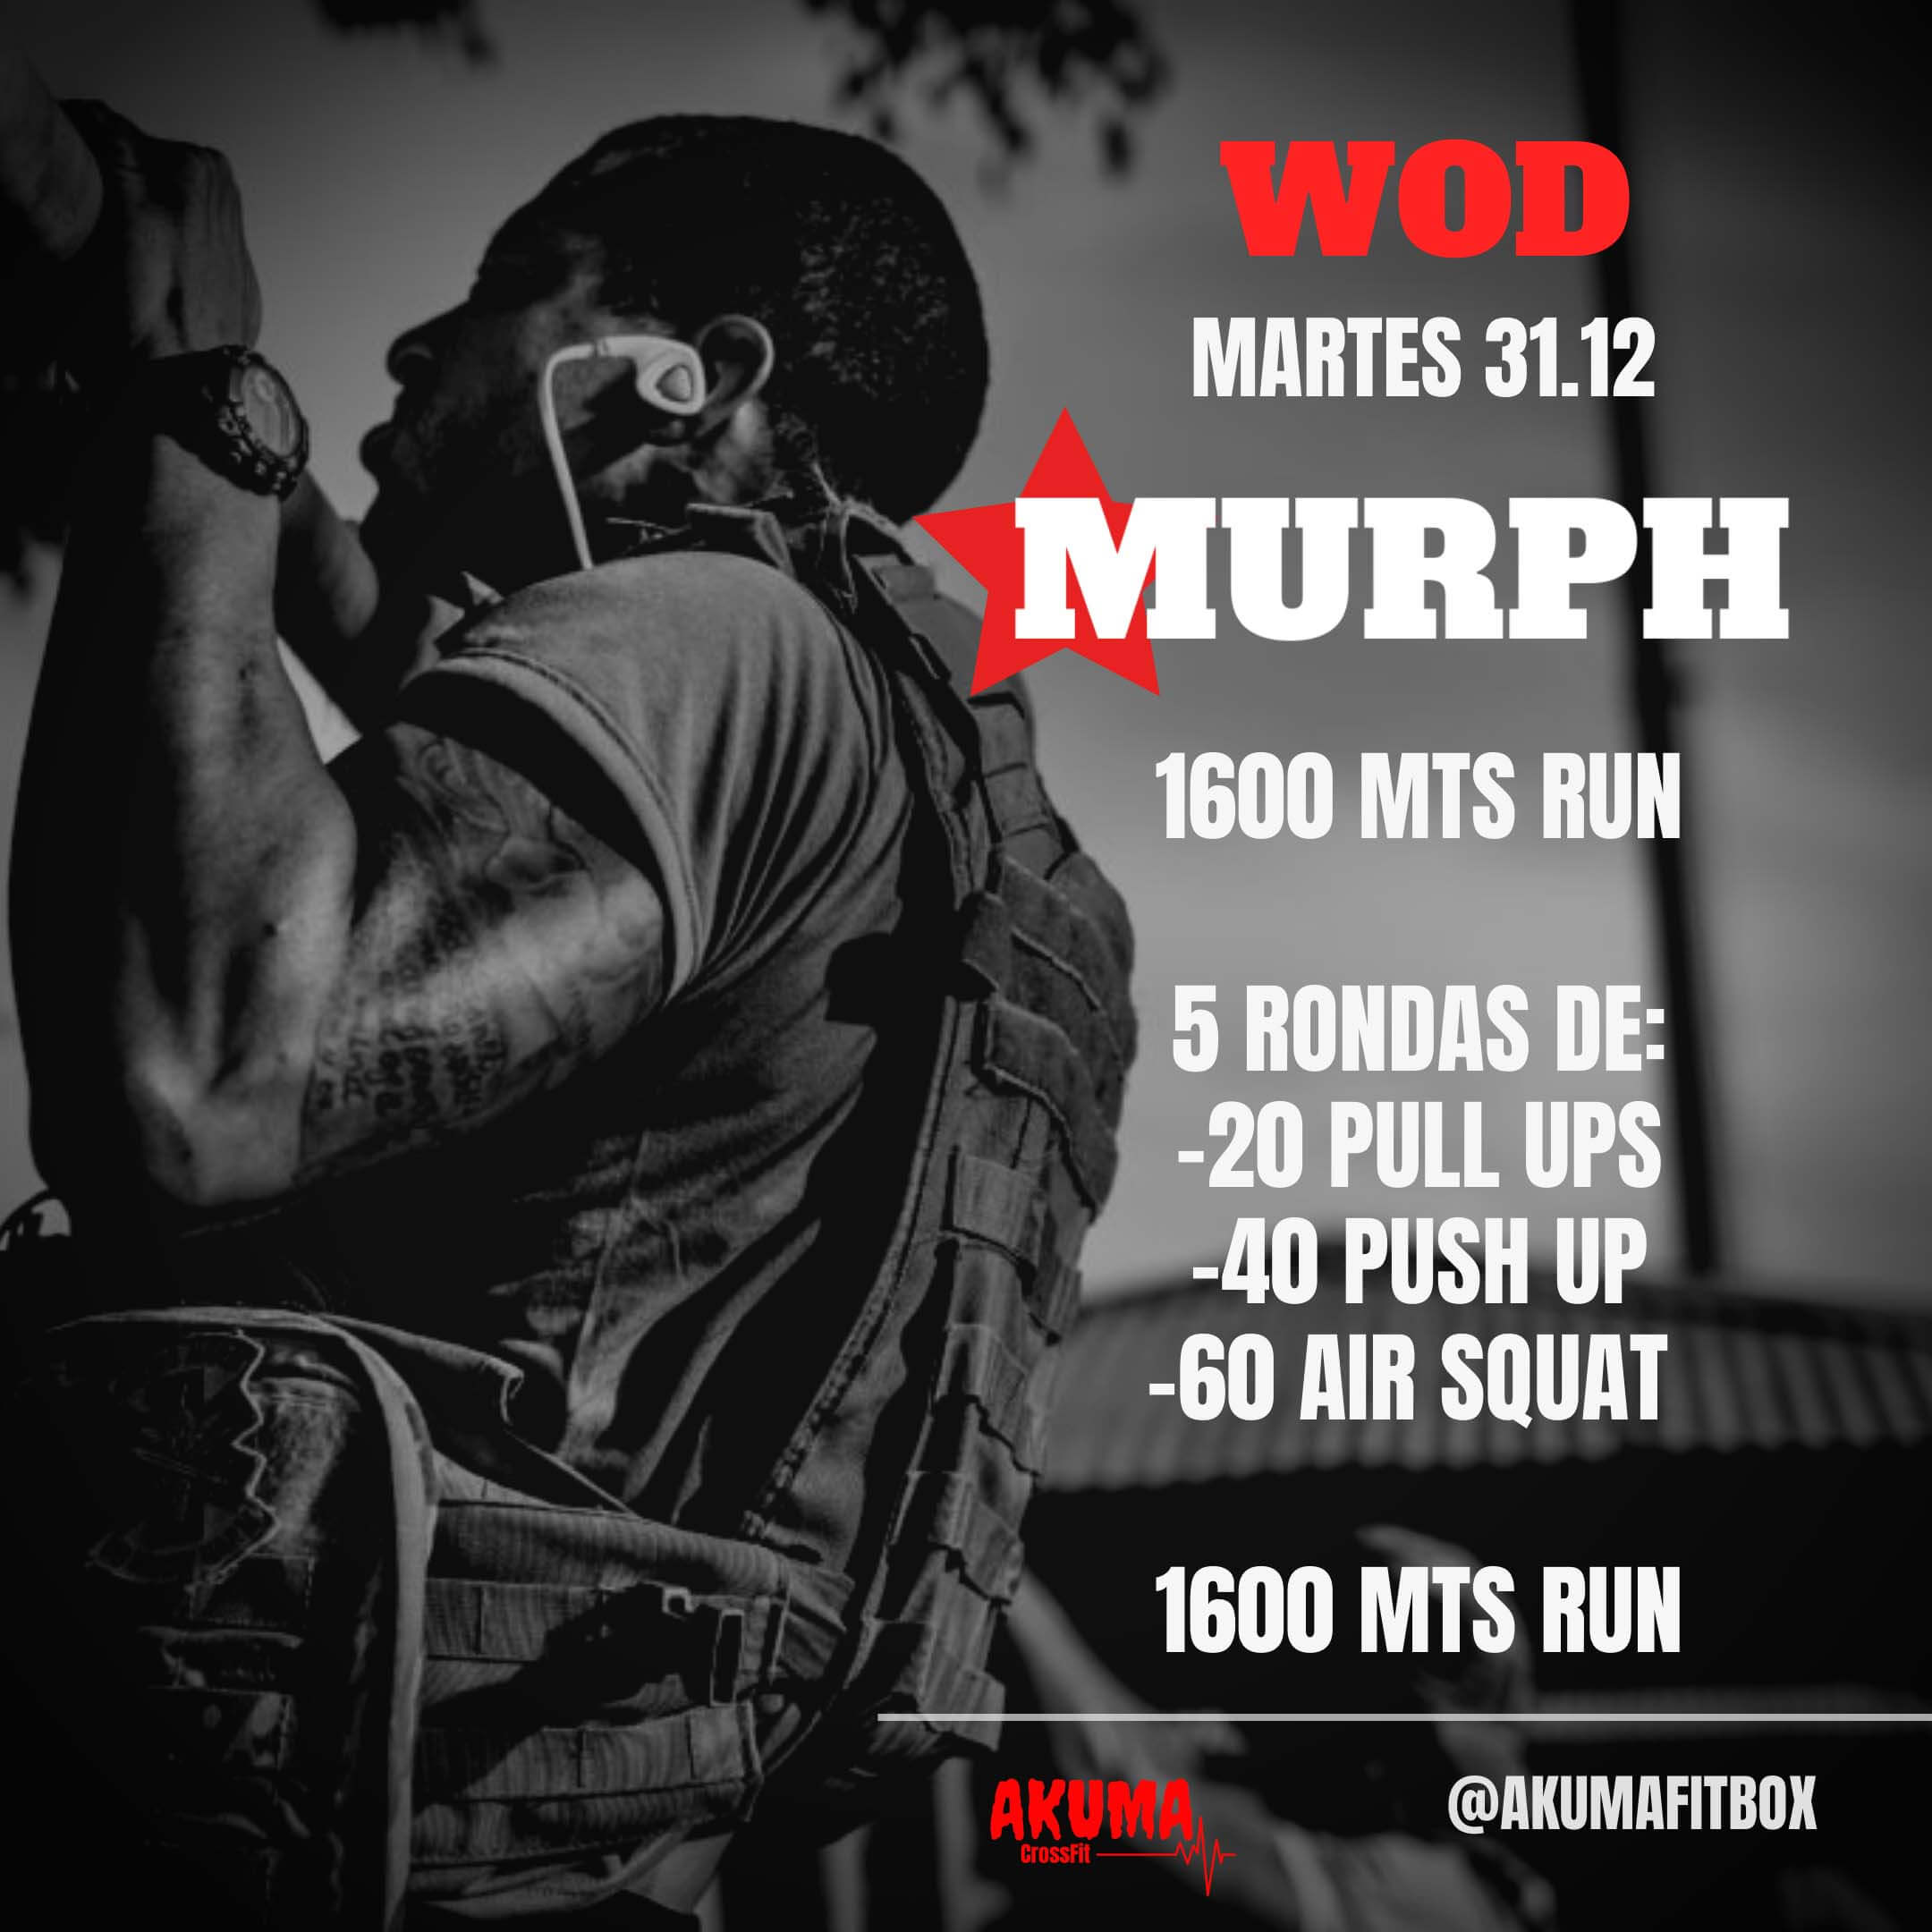 WOD
MARTES 31.12
MURPH
1600 MTS RUN
5 RONDAS DE:
-20 PULL UPS
-40 PUSH UP
-60 AIR SQUAT
1600 MTS RUN
AKUMA
CrossFit
@AKUMAFITBOX